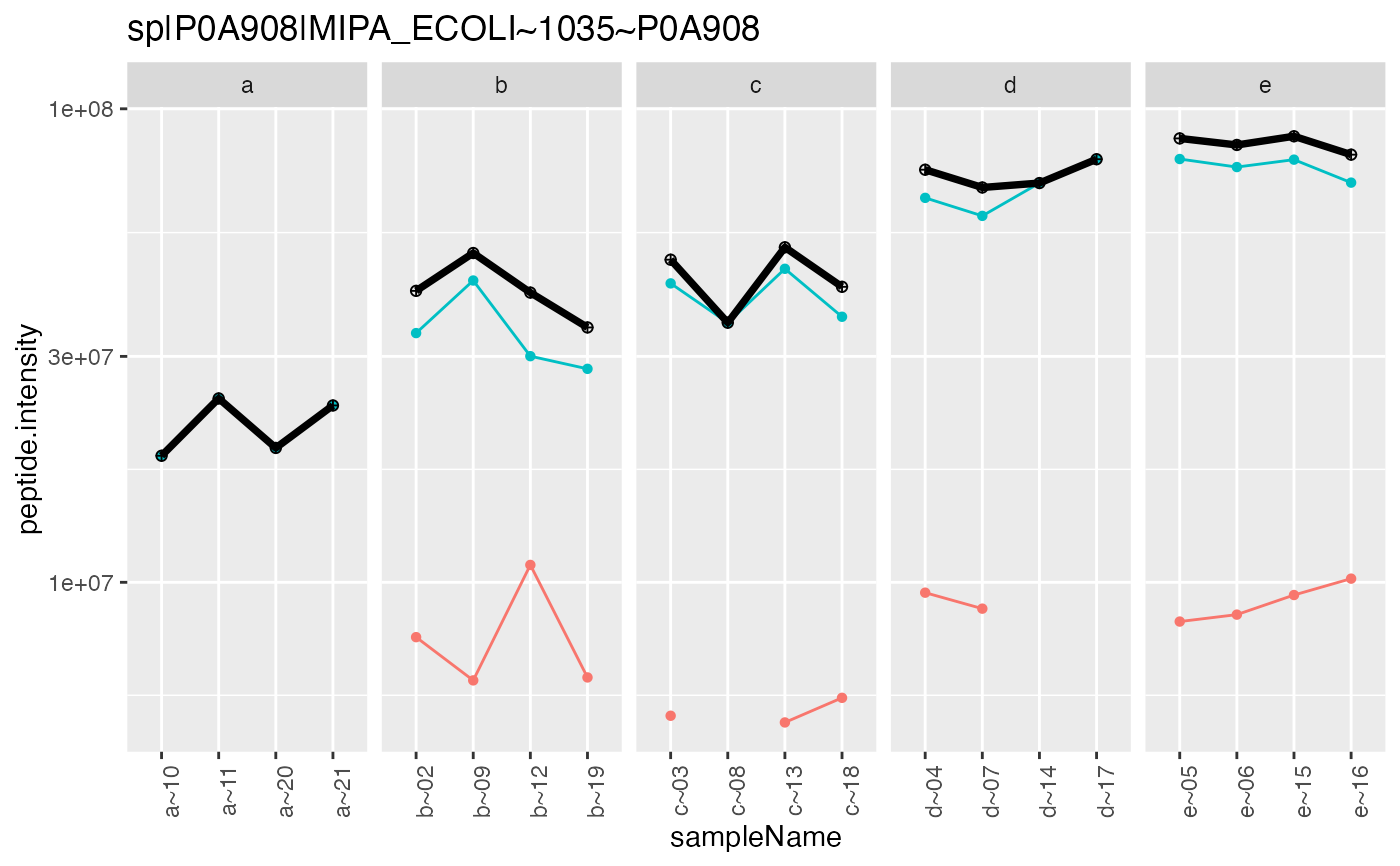 sp|P0A908|MIPA_ECOLI~1035~P0A908
a b c d e
1e+08
3e+07
1e+07
peptide.intensity
a~10 a~11 a~20 a~21 b~02 b~09 b~12 b~19 c~03 c~08 c~13 c~18 d~04 d~07 d~14 d~17 e~05 e~06 e~15 e~16
sampleName